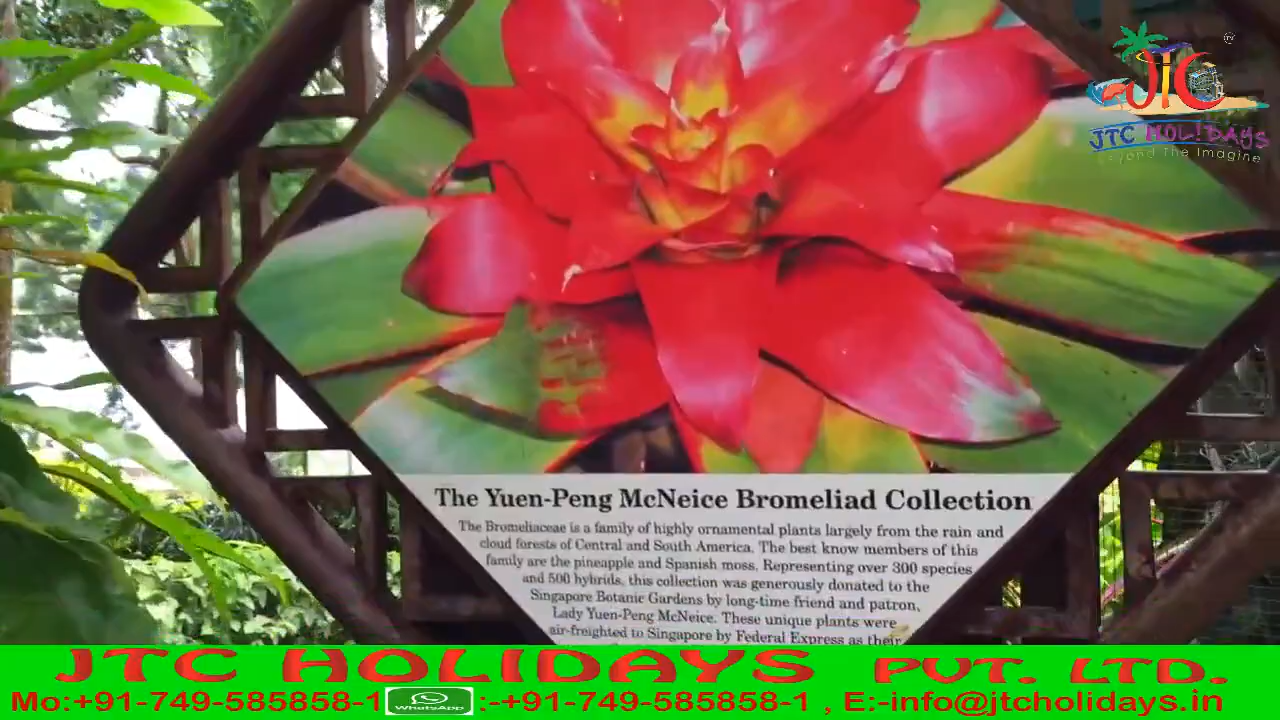 JTC
TM
JTC HOLIDAYS
Beyond The Imagine
The Yuen-Peng McNeice Bromeliad Collection
The Bromeliaceae is a family of highly ornamental plants largely from the rain and
cloud forests of Central and South America. The best know members of this
family are the pineapple and Spanish moss. Representing over 300 species
and 500 hybrids, this collection was generously donated to the
Singapore Botanic Gardens by long-time friend and patron,
Lady Yuen-Peng McNeice. These unique plants were
air-freighted to Singapore by Federal Express as their
JTC HOLIDAYS PVT. LTD.
Mo:+91-749-585858-1 WhatsApp :-+91-749-585858-1 , E:-info@jtcholidays.in